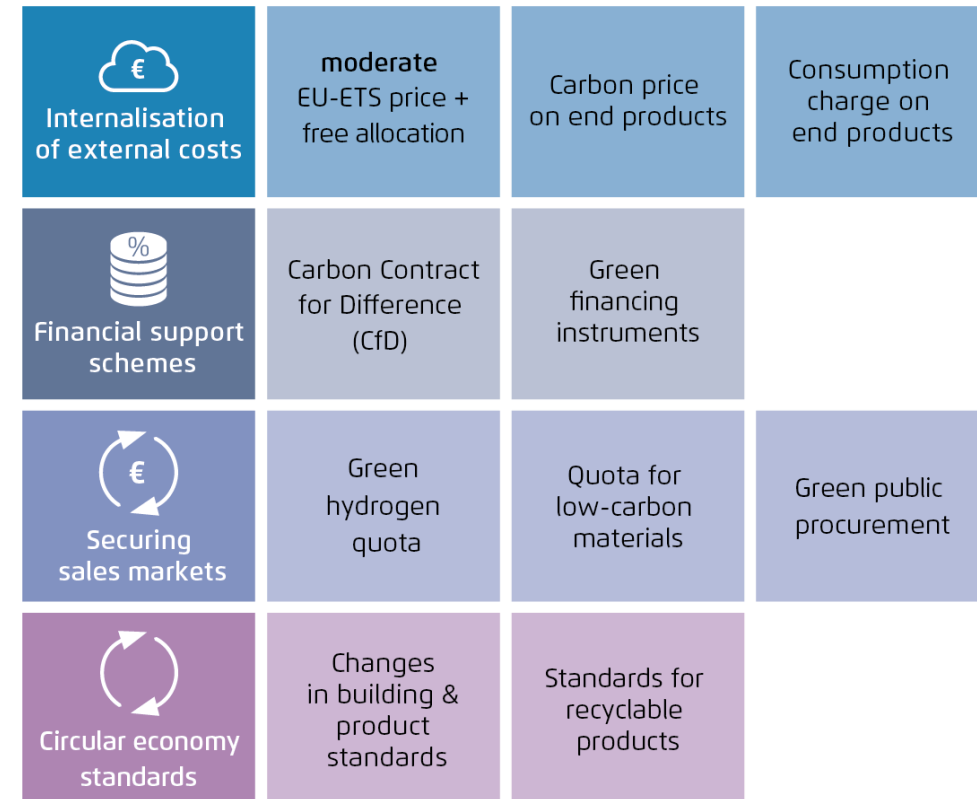 €
Internalisation
of external costs
moderate
EU-ETS price +
free allocation
Carbon price
on end products
Consumption
charge on
end products
%
Financial support
schemes
Carbon Contract
for Difference
(CfD)
Green
financing
instruments
€
Securing
sales markets
Green
hydrogen
quota
Quota for
low-carbon
materials
Green public
procurement
Circular economy
standards
Changes
in building &
product
standards
Standards for
recyclable
products